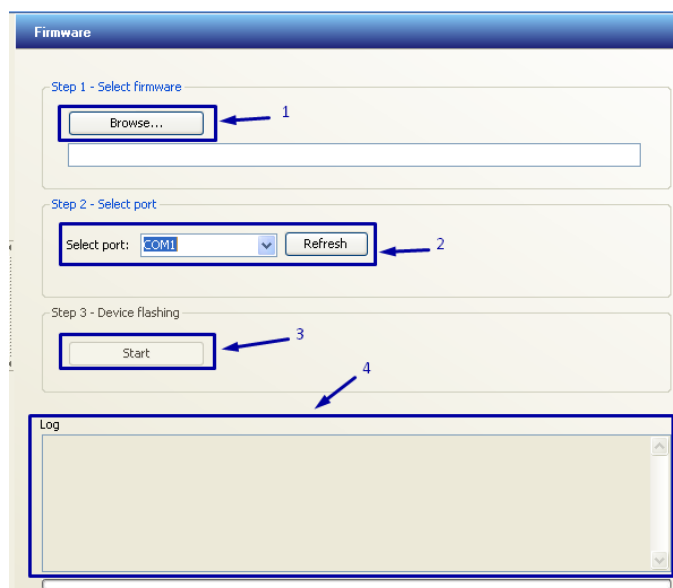 Firmware
Step 1 - Select firmware
Browse...
1
Step 2 - Select port
Select port: COM1 Refresh
2
Step 3 - Device flashing
Start
3
4
Log